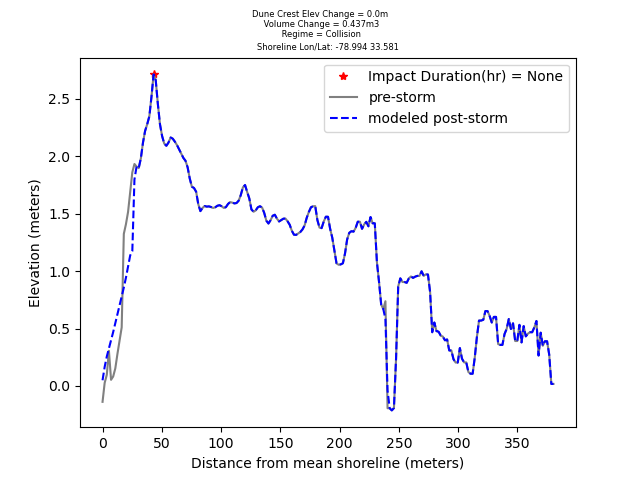 Dune Crest Elev Change = 0.0m
Volume Change = 0.437m3
Regime = Collision
Shoreline Lon/Lat: -78.994 33.581
Impact Duration(hr) = None
pre-storm
modeled post-storm
Elevation (meters)
2.5
2.0
1.5
1.0
0.5
0.0
0 50 100 150 200 250 300 350
Distance from mean shoreline (meters)